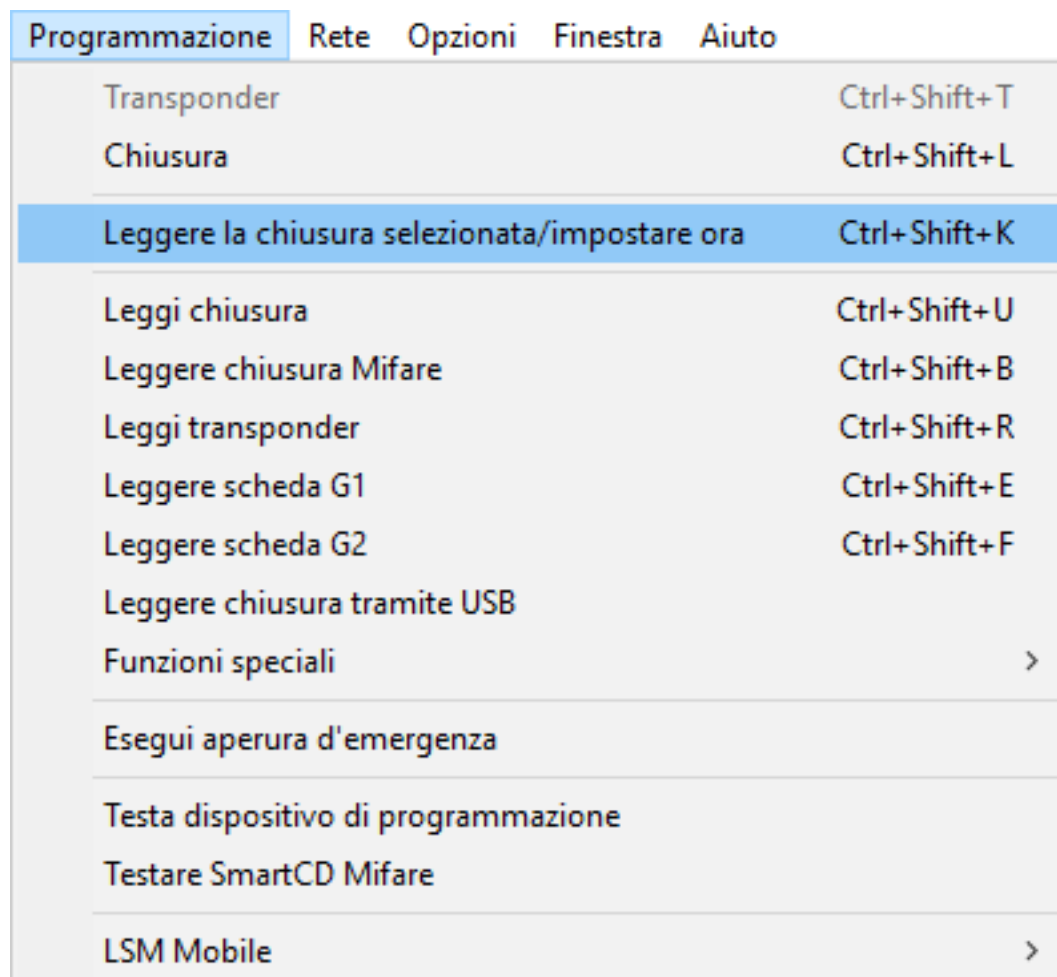 Programmazione Rete Opzioni Finestra Aiuto
Transponder Ctrl+Shift+T
Chiusura Ctrl+Shift+L
Leggere la chiusura selezionata/impostare ora Ctrl+Shift+K
Leggi chiusura Ctrl+Shift+U
Leggere chiusura Mifare Ctrl+Shift+B
Leggi transponder Ctrl+Shift+R
Leggere scheda G1 Ctrl+Shift+E
Leggere scheda G2 Ctrl+Shift+F
Leggere chiusura tramite USB
Funzioni speciali
Esegui aperura d'emergenza
Testa dispositivo di programmazione
Testare SmartCD Mifare
LSM Mobile